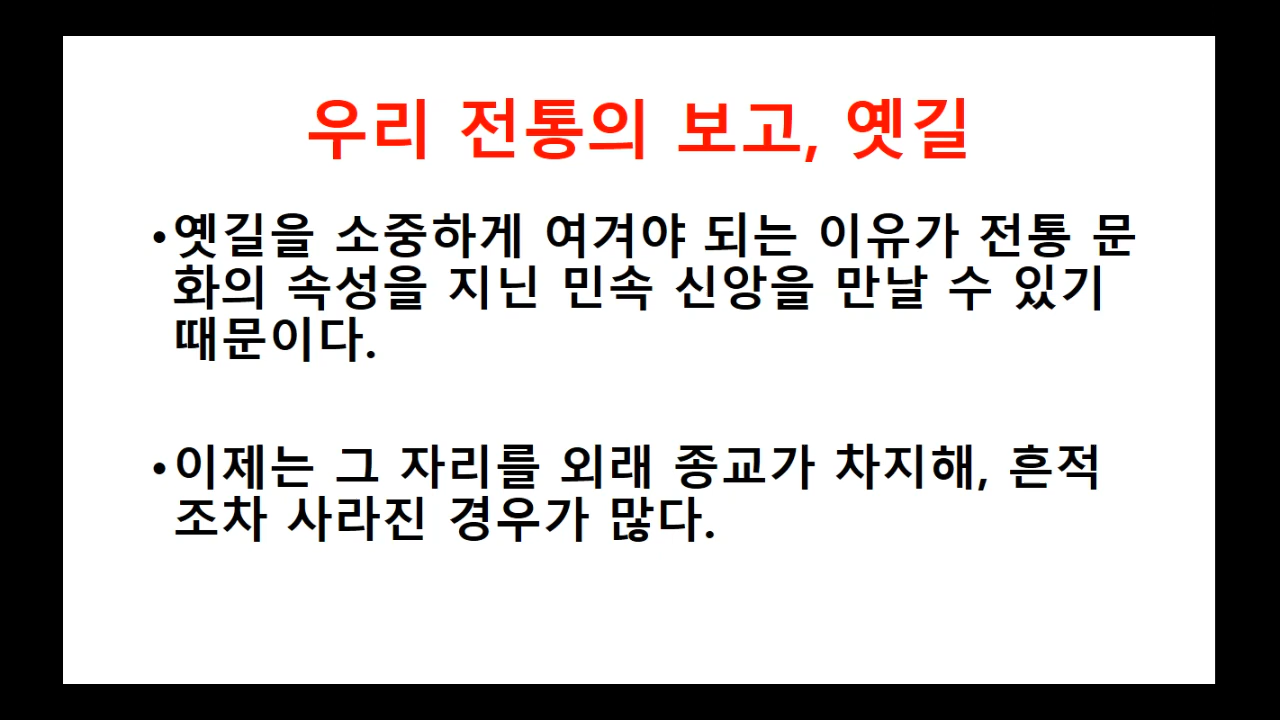 우리 전통의 보고, 옛길
•옛길을 소중하게 여겨야 되는 이유가 전통 문
화의 속성을 지닌 민속 신앙을 만날 수 있기
때문이다.
•이제는 그 자리를 외래 종교가 차지해, 흔적
조차 사라진 경우가 많다.